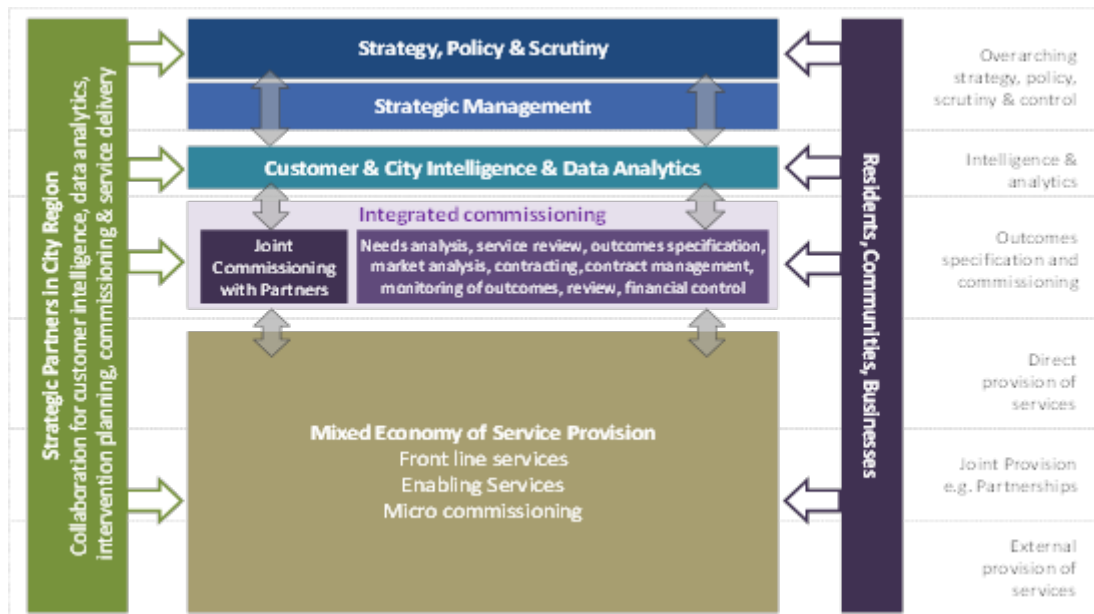 Strategic Partners in City Region
Collaboration for customer intelligence, data analytics,
intervention planning, commissioning & service delivery
Strategy, Policy & Scrutiny
Strategic Management
Customer & City Intelligence & Data Analytics
Integrated commissioning
Joint
Commissioning
with Partners
Needs analysis, service review, outcomes specification,
market analysis, contracting, contract management,
monitoring of outcomes, review, financial control
Mixed Economy of Service Provision
Front line services
Enabling Services
Micro commissioning
Residents, Communities, Businesses
Overarching
strategy, policy,
scrutiny & control
Intelligence &
analytics
Outcomes
specification and
commissioning
Direct
provision of
services
Joint Provision
e.g. Partnerships
External
provision of
services